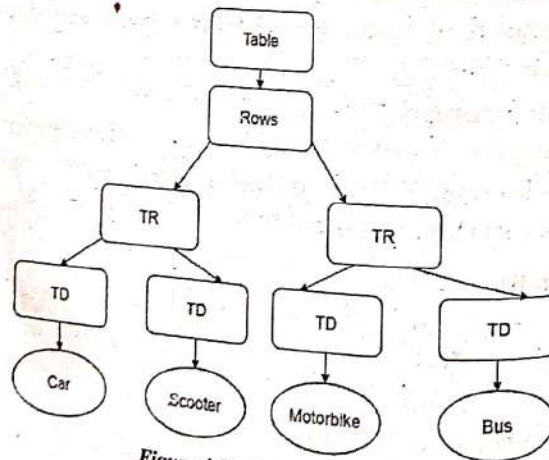 Table
Rows
TR
TR
TD
TD
TD
TD
Car
Scooter
Motorbike
Bus